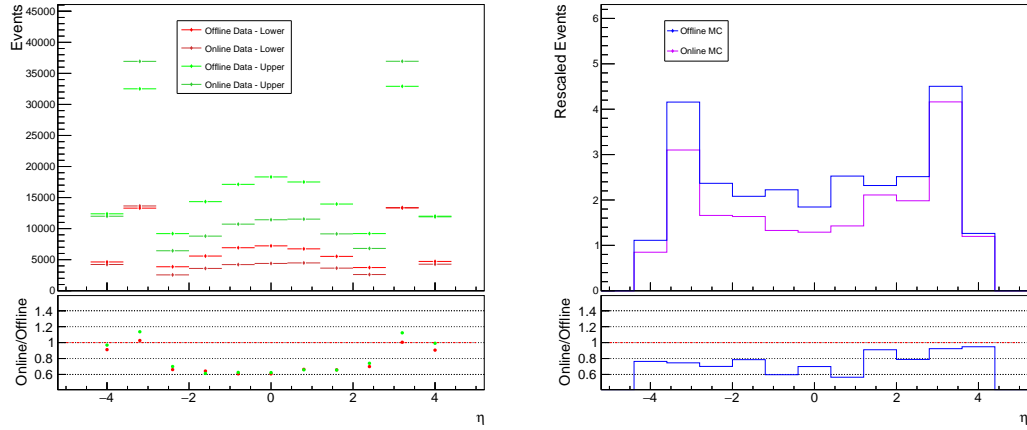 Events
45000
40000
35000
30000
25000
20000
15000
10000
5000
0
Offline Data - Lower
Online Data - Lower
Offline Data - Upper
Online Data - Upper
Online/Offline
1.4
1.2
1
0.8
0.6
−4 −2 0 2 4
η
Rescaled Events
6
5
4
3
2
1
0
Offline MC
Online MC
Online/Offline
1.4
1.2
1
0.8
0.6
−4 −2 0 2 4
η